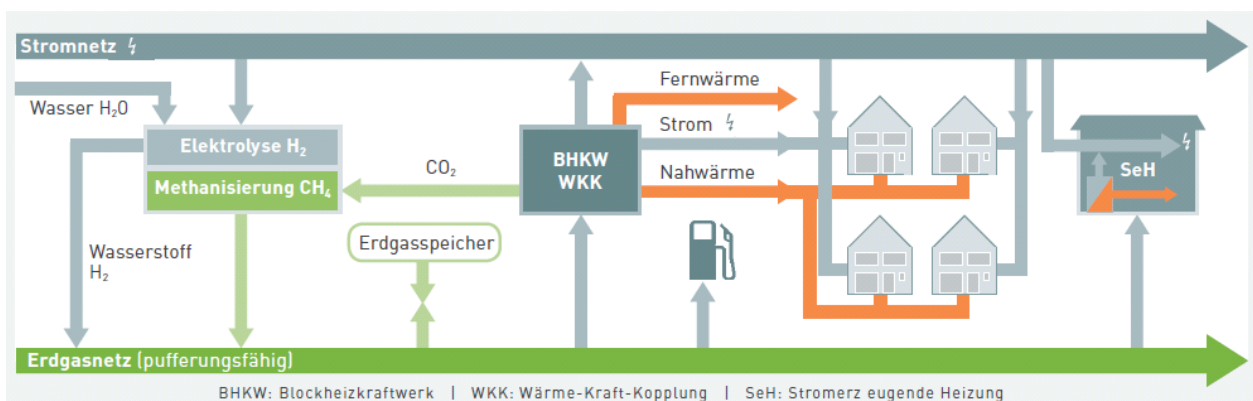 Stromnetz
Wasser H₂O
Elektrolyse H₂
Methanisierung CH₄
Wasserstoff
H₂
CO₂
Erdgasspeicher
BHKW
WKK
Fernwärme
Strom
Nahwärme
SeH
Erdgasnetz (pufferungsfähig)
BHKW: Blockheizkraftwerk | WKK: Wärme-Kraft-Kopplung | SeH: Stromerz eugende Heizung